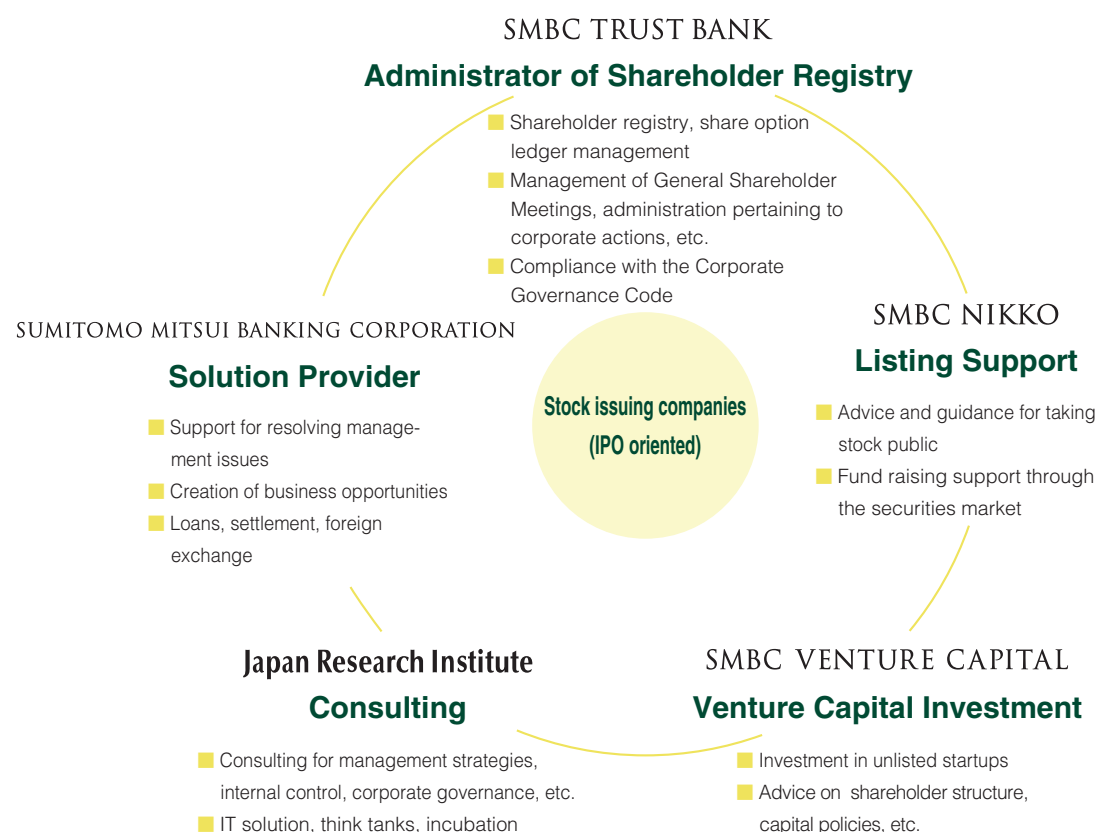 SMBC TRUST BANK
Administrator of Shareholder Registry
■ Shareholder registry, share option
ledger management
■ Management of General Shareholder
Meetings, administration pertaining to
corporate actions, etc.
■ Compliance with the Corporate
Governance Code
SMBC NIKKO
Listing Support
■ Advice and guidance for taking
stock public
■ Fund raising support through
the securities market
SUMITOMO MITSUI BANKING CORPORATION
Solution Provider
■ Support for resolving manage-
ment issues
■ Creation of business opportunities
■ Loans, settlement, foreign
exchange
Stock issuing companies
(IPO oriented)
Japan Research Institute
Consulting
■ Consulting for management strategies,
internal control, corporate governance, etc.
■ IT solution, think tanks, incubation
SMBC VENTURE CAPITAL
Venture Capital Investment
■ Investment in unlisted startups
■ Advice on shareholder structure,
capital policies, etc.